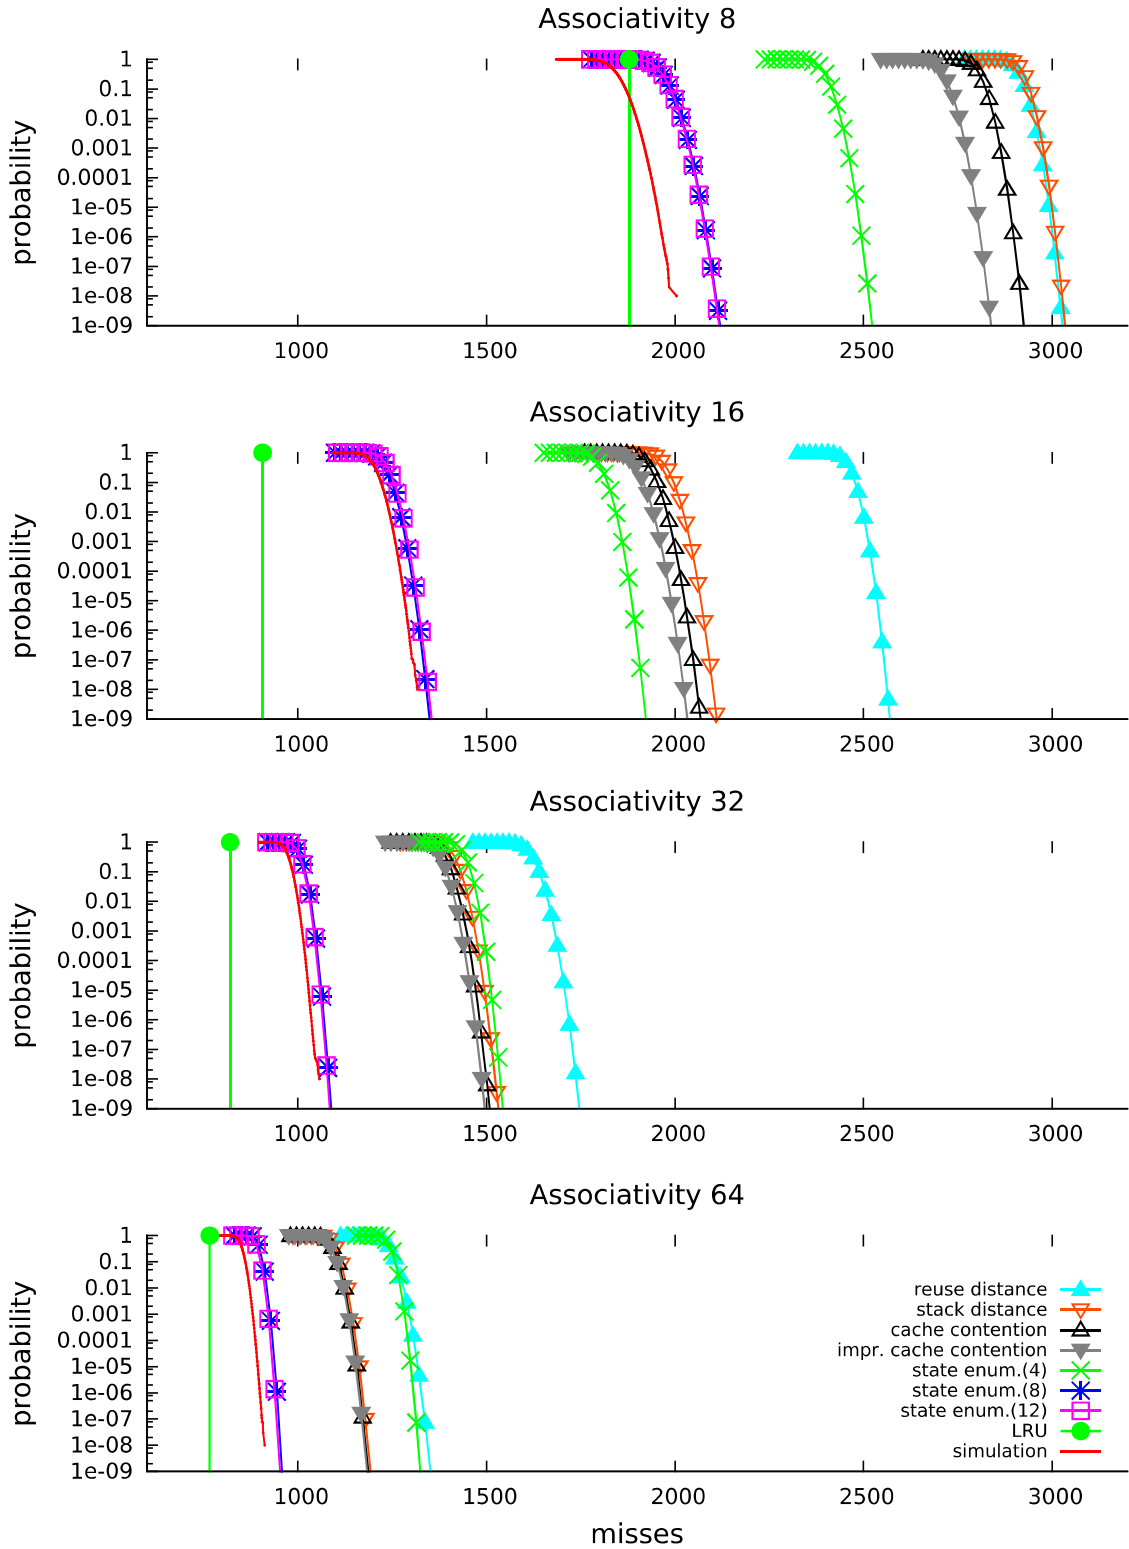 Associativity 8
probability
1
0.1
0.01
0.001
0.0001
1e-05
1e-06
1e-07
1e-08
1e-09
1000 1500 2000 2500 3000
Associativity 16
probability
1
0.1
0.01
0.001
0.0001
1e-05
1e-06
1e-07
1e-08
1e-09
1000 1500 2000 2500 3000
Associativity 32
probability
1
0.1
0.01
0.001
0.0001
1e-05
1e-06
1e-07
1e-08
1e-09
1000 1500 2000 2500 3000
Associativity 64
probability
1
0.1
0.01
0.001
0.0001
1e-05
1e-06
1e-07
1e-08
1e-09
reuse distance
stack distance
cache contention
impr. cache contention
state enum.(4)
state enum.(8)
state enum.(12)
LRU
simulation
1000 1500 2000 2500 3000
misses